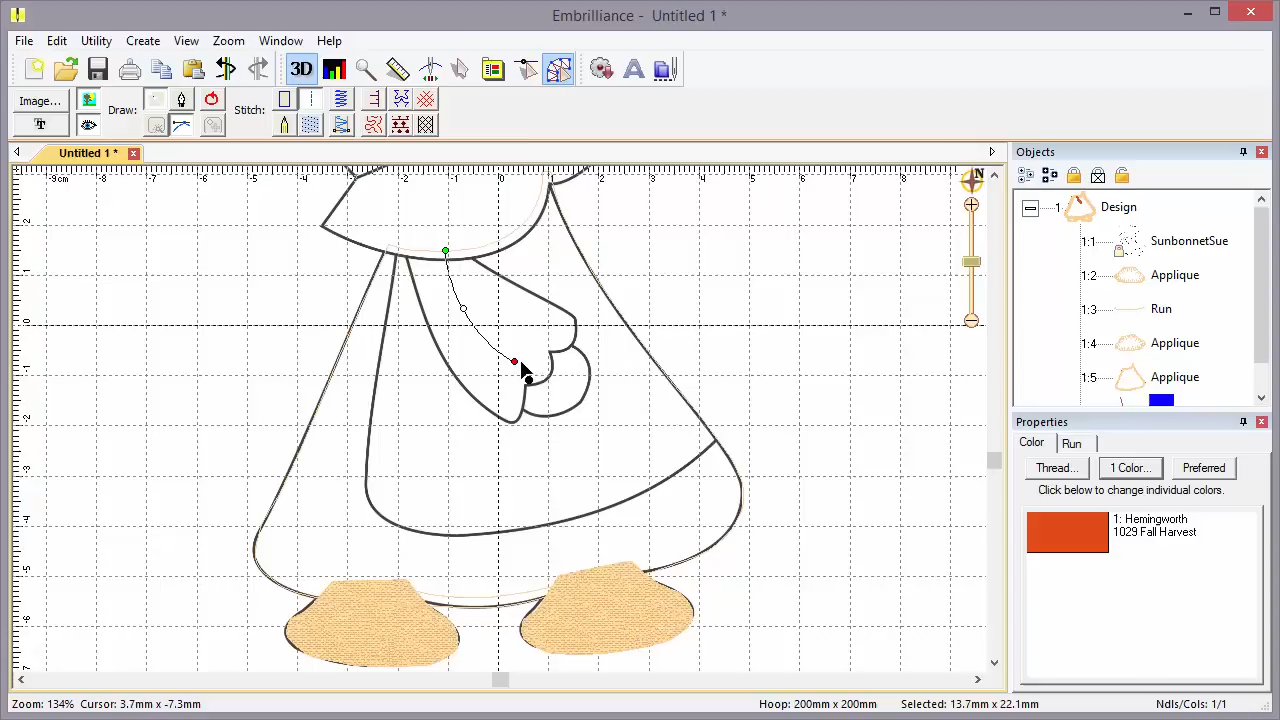 Embrilliance - Untitled 1 *
File Edit Utility Create View Zoom Window Help
3D
Image... Draw: Stitch:
Untitled 1 *
Objects
N
1 Design
1:1 SunbonnetSue
1:2 Applique
1:3 Run
1:4 Applique
1:5 Applique
Properties
Color Run
Thread... 1 Color... Preferred
Click below to change individual colors.
1: Hemingworth
1029 Fall Harvest
Zoom: 134% Cursor: 3.7mm x -7.3mm Hoop: 200mm x 200mm Selected: 13.7mm x 22.1mm Ndls/Cols: 1/1